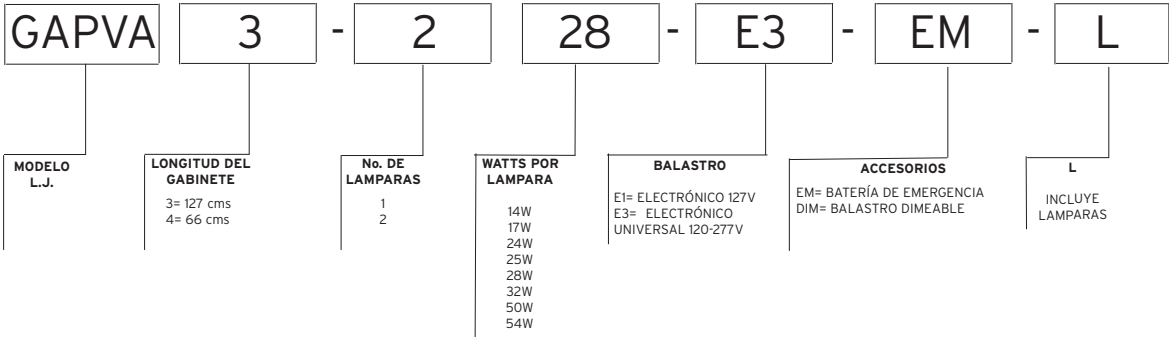 GAPVA 3 - 2 28 - E3 - EM - L
MODELO
L.J.
LONGITUD DEL
GABINETE
3= 127 cms
4= 66 cms
No. DE
LAMPARAS
1
2
WATTS POR
LAMPARA
14W
17W
24W
25W
28W
32W
50W
54W
BALASTRO
E1= ELECTRÓNICO 127V
E3= ELECTRÓNICO
UNIVERSAL 120-277V
ACCESORIOS
EM= BATERÍA DE EMERGENCIA
DIM= BALASTRO DIMEABLE
L
INCLUYE
LAMPARAS